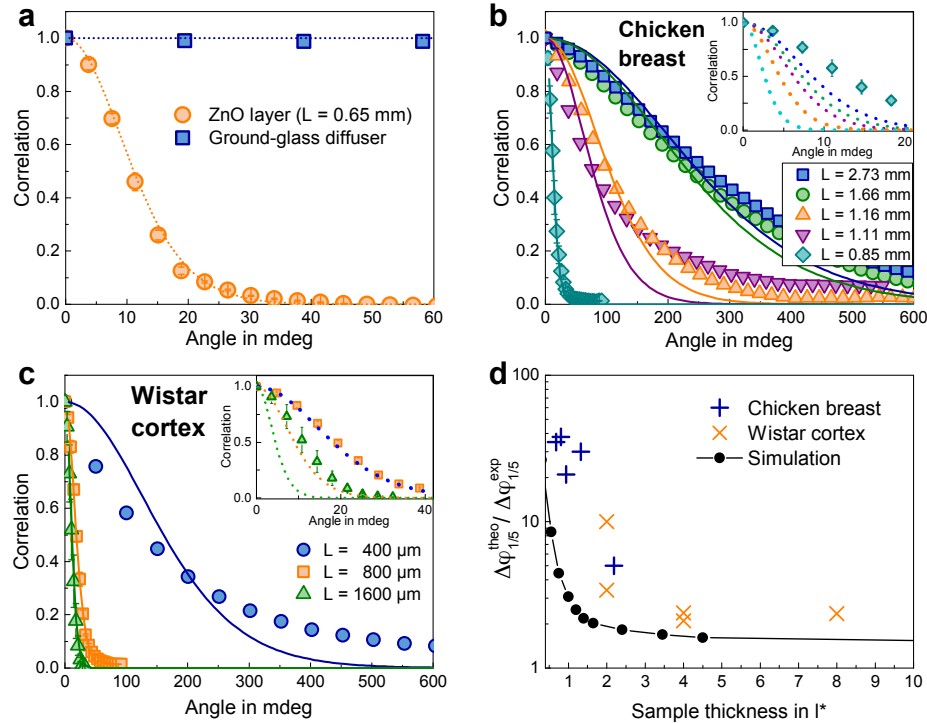 a
Correlation
1.0
0.8
0.6
0.4
0.2
0.0
ZnO layer (L = 0.65 mm)
Ground-glass diffuser
0 10 20 30 40 50 60
Angle in mdeg
b
Chicken
breast
Correlation
1.0
0.8
0.6
0.4
0.2
0.0
Correlation
1.0
0.5
0.0
0 10 20
Angle in mdeg
L = 2.73 mm
L = 1.66 mm
L = 1.16 mm
L = 1.11 mm
L = 0.85 mm
0 100 200 300 400 500 600
Angle in mdeg
c
Wistar
cortex
Correlation
1.0
0.8
0.6
0.4
0.2
0.0
Correlation
1.0
0.5
0.0
0 10 20 30 40
Angle in mdeg
L = 400 µm
L = 800 µm
L = 1600 µm
0 100 200 300 400 500 600
Angle in mdeg
d
Δφ1/5^theo / Δφ1/5^exp
100
10
1
Chicken breast
Wistar cortex
Simulation
1 2 3 4 5 6 7 8 9 10
Sample thickness in l*